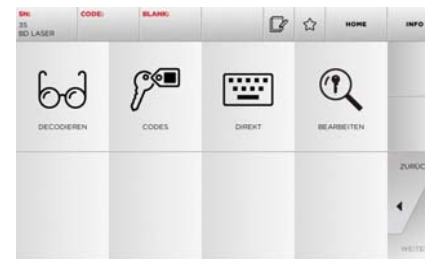 SN: CODE: BLANK:
35
BD LASER
HOME INFO
DECODIEREN CODES DIREKT BEARBEITEN
ZURÜC
WEITE